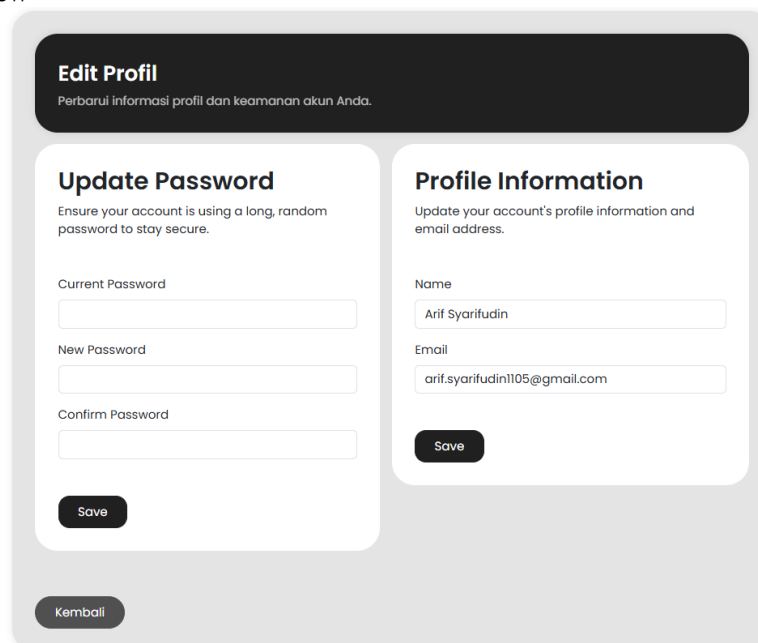 Edit Profil
Perbarui informasi profil dan keamanan akun Anda.
Update Password
Ensure your account is using a long, random
password to stay secure.
Current Password
New Password
Confirm Password
Save
Profile Information
Update your account's profile information and
email address.
Name
Arif Syarifudin
Email
arif.syarifudin1105@gmail.com
Save
Kembali